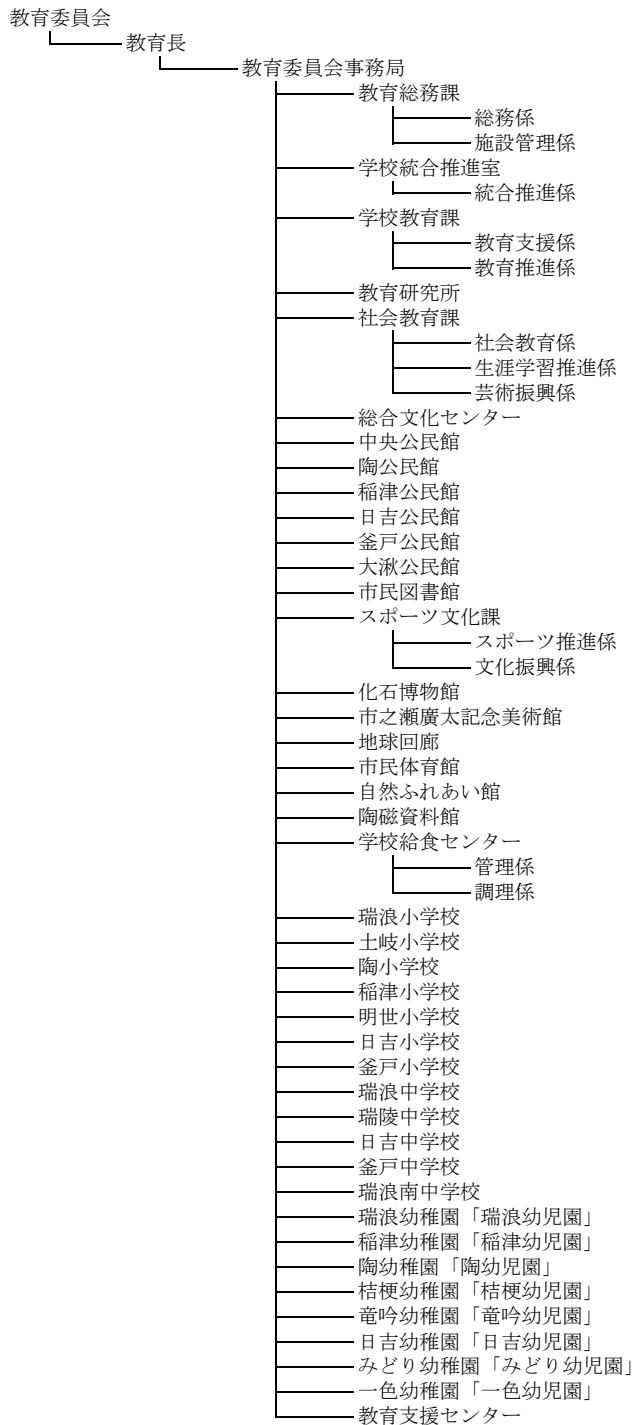 教育委員会
教育長
教育委員会事務局
教育総務課
総務係
施設管理係
学校統合推進室
統合推進係
学校教育課
教育支援係
教育推進係
教育研究所
社会教育課
社会教育係
生涯学習推進係
芸術振興係
総合文化センター
中央公民館
陶公民館
稲津公民館
日吉公民館
釜戸公民館
大湫公民館
市民図書館
スポーツ文化課
スポーツ推進係
文化振興係
化石博物館
市之瀬廣太記念美術館
地球回廊
市民体育館
自然ふれあい館
陶磁資料館
学校給食センター
管理係
調理係
瑞浪小学校
土岐小学校
陶小学校
稲津小学校
明世小学校
日吉小学校
釜戸小学校
瑞浪中学校
瑞陵中学校
日吉中学校
釜戸中学校
瑞浪南中学校
瑞浪幼稚園「瑞浪幼児園」
稲津幼稚園「稲津幼児園」
陶幼稚園「陶幼児園」
桔梗幼稚園「桔梗幼児園」
竜吟幼稚園「竜吟幼児園」
日吉幼稚園「日吉幼児園」
みどり幼稚園「みどり幼児園」
一色幼稚園「一色幼児園」
教育支援センター